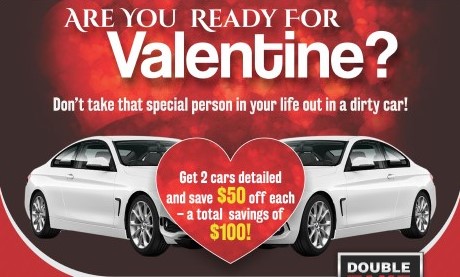 ARE YOU READY FOR
Valentine?
Don't take that special person in your life out in a dirty car!
Get 2 cars detailed
and save $50 off each
– a total savings of
$100!
DOUBLE